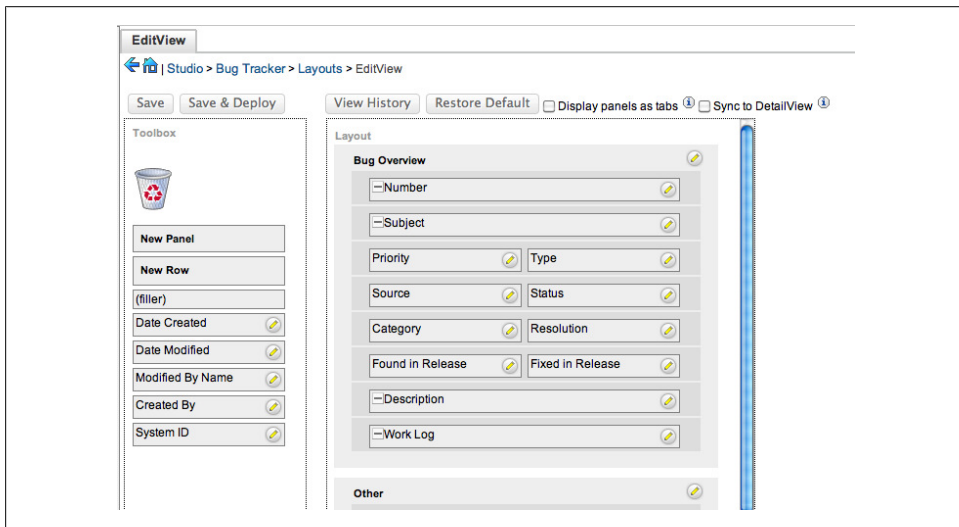 EditView
| Studio > Bug Tracker > Layouts > EditView
Save
Save & Deploy
View History
Restore Default
Display panels as tabs
Sync to DetailView
Toolbox
New Panel
New Row
(filler)
Date Created
Date Modified
Modified By Name
Created By
System ID
Layout
Bug Overview
Number
Subject
Priority
Type
Source
Status
Category
Resolution
Found in Release
Fixed in Release
Description
Work Log
Other